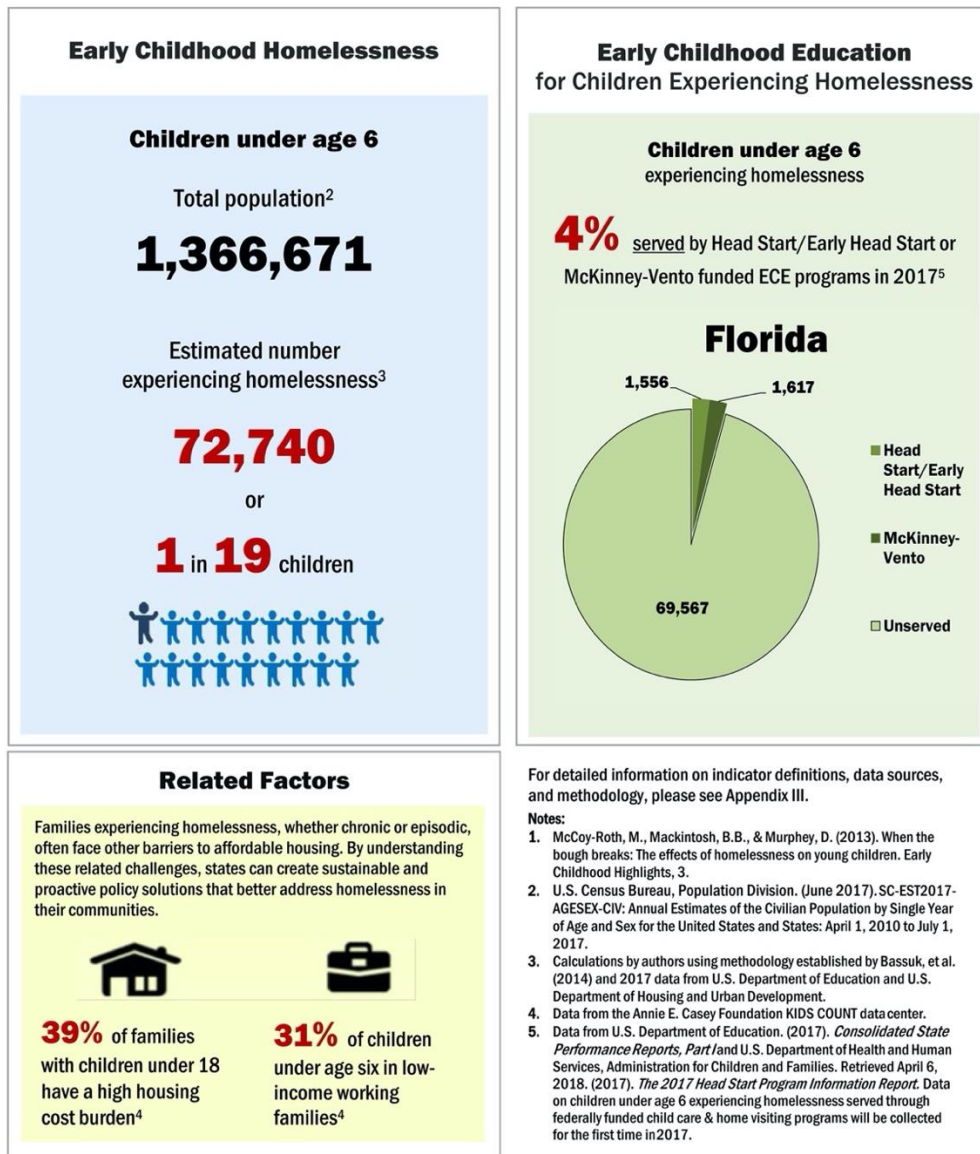 Early Childhood Homelessness
Children under age 6
Total population2
1,366,671
Estimated number
experiencing homelessness3
72,740
or
1 in 19 children
Early Childhood Education
for Children Experiencing Homelessness
Children under age 6
experiencing homelessness
4% served by Head Start/Early Head Start or
McKinney-Vento funded ECE programs in 20175
Florida
1,556
1,617
69,567
Head
Start/Early
Head Start
McKinney-
Vento
Unserved
Related Factors
Families experiencing homelessness, whether chronic or episodic,
often face other barriers to affordable housing. By understanding
these related challenges, states can create sustainable and
proactive policy solutions that better address homelessness in
their communities.
39% of families
with children under 18
have a high housing
cost burden4
31% of children
under age six in low-
income working
families4
For detailed information on indicator definitions, data sources,
and methodology, please see Appendix III.
Notes:
1. McCoy-Roth, M., Mackintosh, B.B., & Murphey, D. (2013). When the
bough breaks: The effects of homelessness on young children. Early
Childhood Highlights, 3.
2. U.S. Census Bureau, Population Division. (June 2017). SC-EST2017-
AGESEX-CIV: Annual Estimates of the Civilian Population by Single Year
of Age and Sex for the United States and States: April 1, 2010 to July 1,
2017.
3. Calculations by authors using methodology established by Bassuk, et al.
(2014) and 2017 data from U.S. Department of Education and U.S.
Department of Housing and Urban Development.
4. Data from the Annie E. Casey Foundation KIDS COUNT data center.
5. Data from U.S. Department of Education. (2017). Consolidated State
Performance Reports, Part I and U.S. Department of Health and Human
Services, Administration for Children and Families. Retrieved April 6,
2018. (2017). The 2017 Head Start Program Information Report. Data
on children under age 6 experiencing homelessness served through
federally funded child care & home visiting programs will be collected
for the first time in 2017.